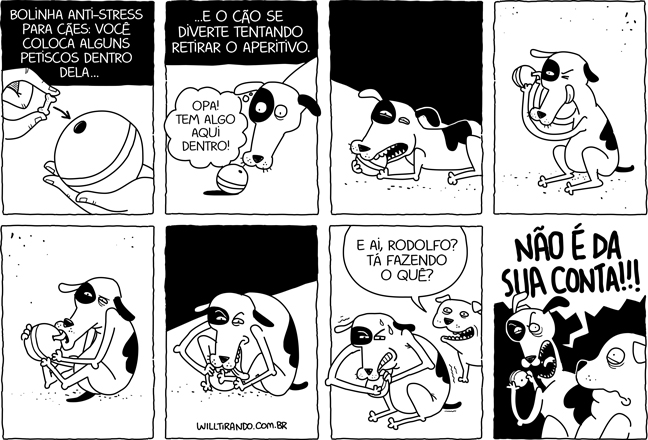 BOLINHA ANTI-STRESS
PARA CÃES: VOCÊ
COLOCA ALGUNS
PETISCOS DENTRO
DELA...
...E O CÃO SE
DIVERTE TENTANDO
RETIRAR O APERITIVO.
OPA!
TEM ALGO
AQUI
DENTRO!
WILLTIRANDO.COM.BR
E AI, RODOLFO?
TÁ FAZENDO
O QUÊ?
NÃO É DA
SUA CONTA!!!